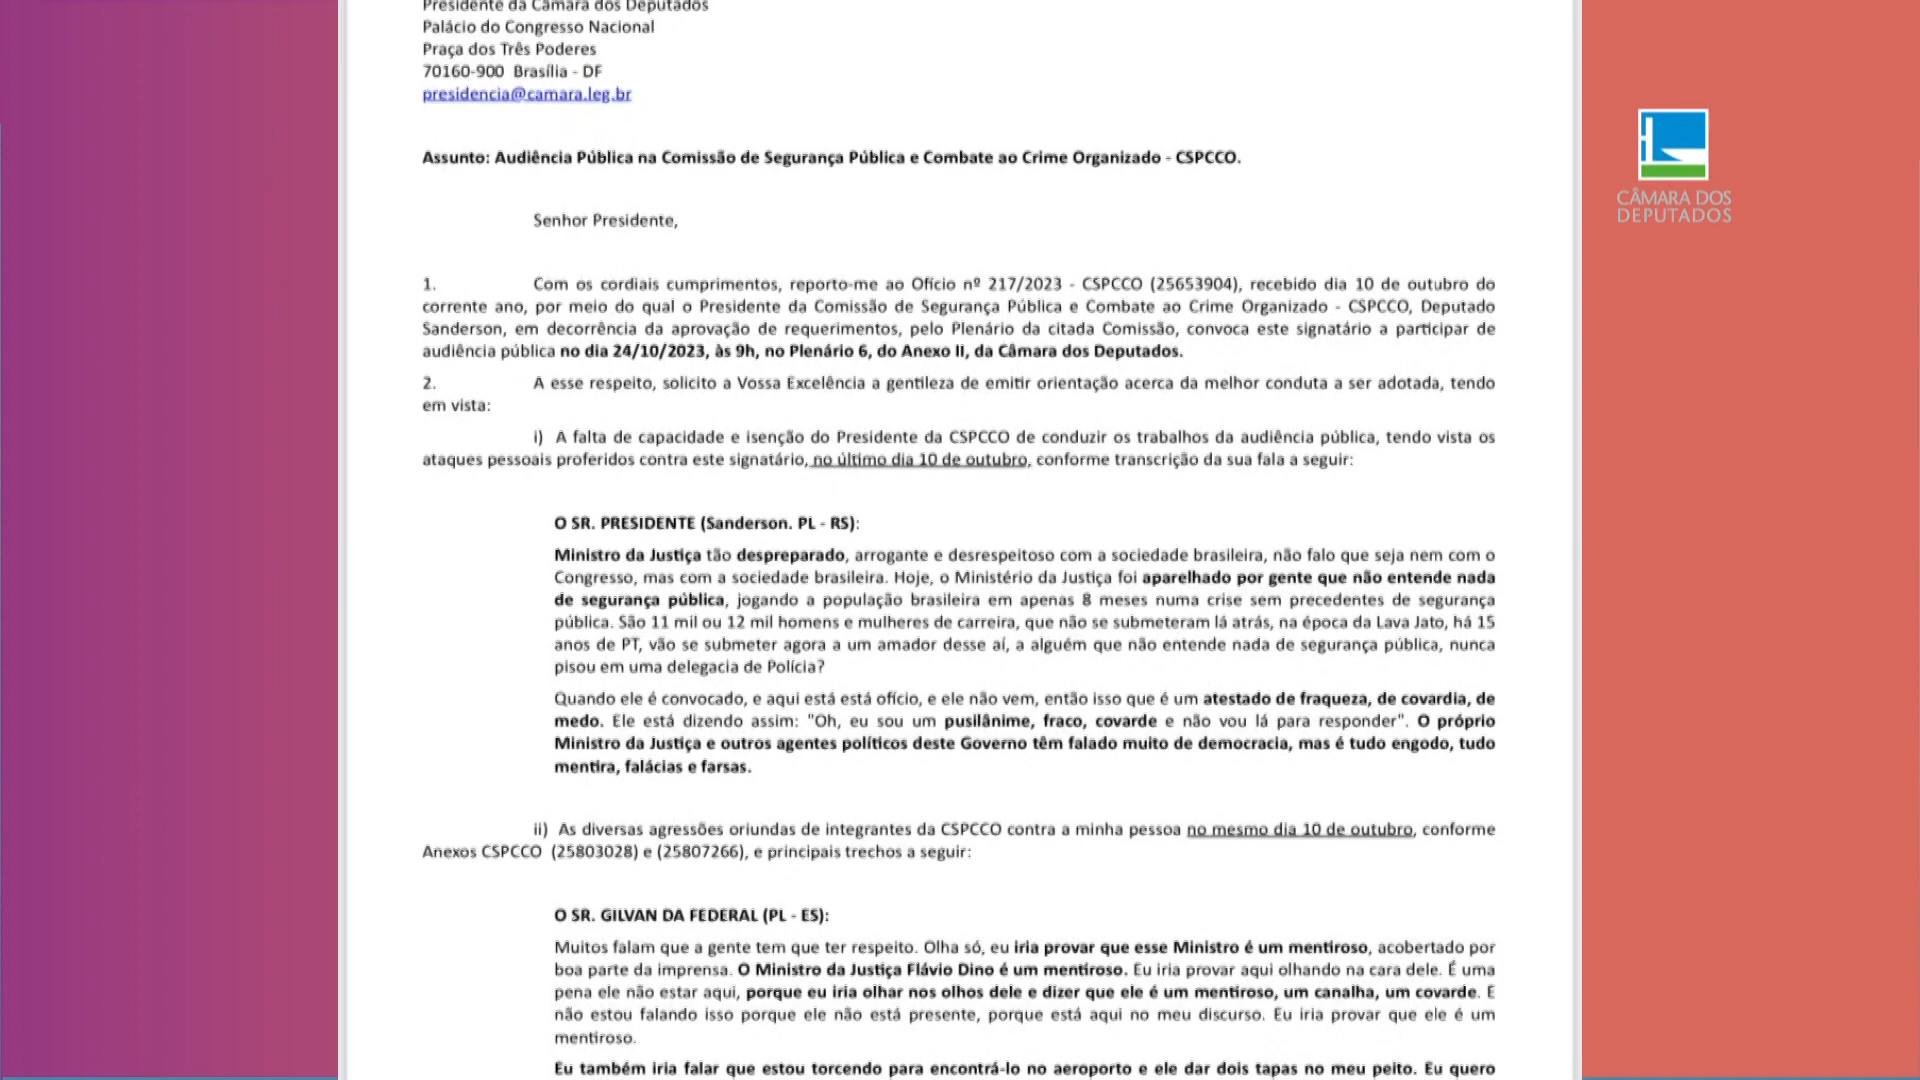 Presidente da Câmara dos Deputados
Palácio do Congresso Nacional
Praça dos Três Poderes
70160-900  Brasília - DF
presidencia@camara.leg.br
CÂMARA DOS
DEPUTADOS
Assunto: Audiência Pública na Comissão de Segurança Pública e Combate ao Crime Organizado - CSPCCO.
Senhor Presidente,
1. Com os cordiais cumprimentos, reporto-me ao Ofício nº 217/2023 - CSPCCO (25653904), recebido dia 10 de outubro do
corrente ano, por meio do qual o Presidente da Comissão de Segurança Pública e Combate ao Crime Organizado - CSPCCO, Deputado
Sanderson, em decorrência da aprovação de requerimentos, pelo Plenário da citada Comissão, convoca este signatário a participar de
audiência pública no dia 24/10/2023, às 9h, no Plenário 6, do Anexo II, da Câmara dos Deputados.
2. A esse respeito, solicito a Vossa Excelência a gentileza de emitir orientação acerca da melhor conduta a ser adotada, tendo
em vista:
i)  A falta de capacidade e isenção do Presidente da CSPCCO de conduzir os trabalhos da audiência pública, tendo vista os
ataques pessoais proferidos contra este signatário, no último dia 10 de outubro, conforme transcrição da sua fala a seguir:
O SR. PRESIDENTE (Sanderson. PL - RS):
Ministro da Justiça tão despreparado, arrogante e desrespeitoso com a sociedade brasileira, não falo que seja nem com o
Congresso, mas com a sociedade brasileira. Hoje, o Ministério da Justiça foi aparelhado por gente que não entende nada
de segurança pública, jogando a população brasileira em apenas 8 meses numa crise sem precedentes de segurança
pública. São 11 mil ou 12 mil homens e mulheres de carreira, que não se submeteram lá atrás, na época da Lava Jato, há 15
anos de PT, vão se submeter agora a um amador desse aí, a alguém que não entende nada de segurança pública, nunca
pisou em uma delegacia de Polícia?
Quando ele é convocado, e aqui está está ofício, e ele não vem, então isso que é um atestado de fraqueza, de covardia, de
medo. Ele está dizendo assim: "Oh, eu sou um pusilânime, fraco, covarde e não vou lá para responder". O próprio
Ministro da Justiça e outros agentes políticos deste Governo têm falado muito de democracia, mas é tudo engodo, tudo
mentira, falácias e farsas.
ii)  As diversas agressões oriundas de integrantes da CSPCCO contra a minha pessoa no mesmo dia 10 de outubro, conforme
Anexos CSPCCO  (25803028) e (25807266), e principais trechos a seguir:
O SR. GILVAN DA FEDERAL (PL - ES):
Muitos falam que a gente tem que ter respeito. Olha só, eu iria provar que esse Ministro é um mentiroso, acobertado por
boa parte da imprensa. O Ministro da Justiça Flávio Dino é um mentiroso. Eu iria provar aqui olhando na cara dele. É uma
pena ele não estar aqui, porque eu iria olhar nos olhos dele e dizer que ele é um mentiroso, um canalha, um covarde. E
não estou falando isso porque ele não está presente, porque está aqui no meu discurso. Eu iria provar que ele é um
mentiroso.
Eu também iria falar que estou torcendo para encontrá-lo no aeroporto e ele dar dois tapas no meu peito. Eu quero